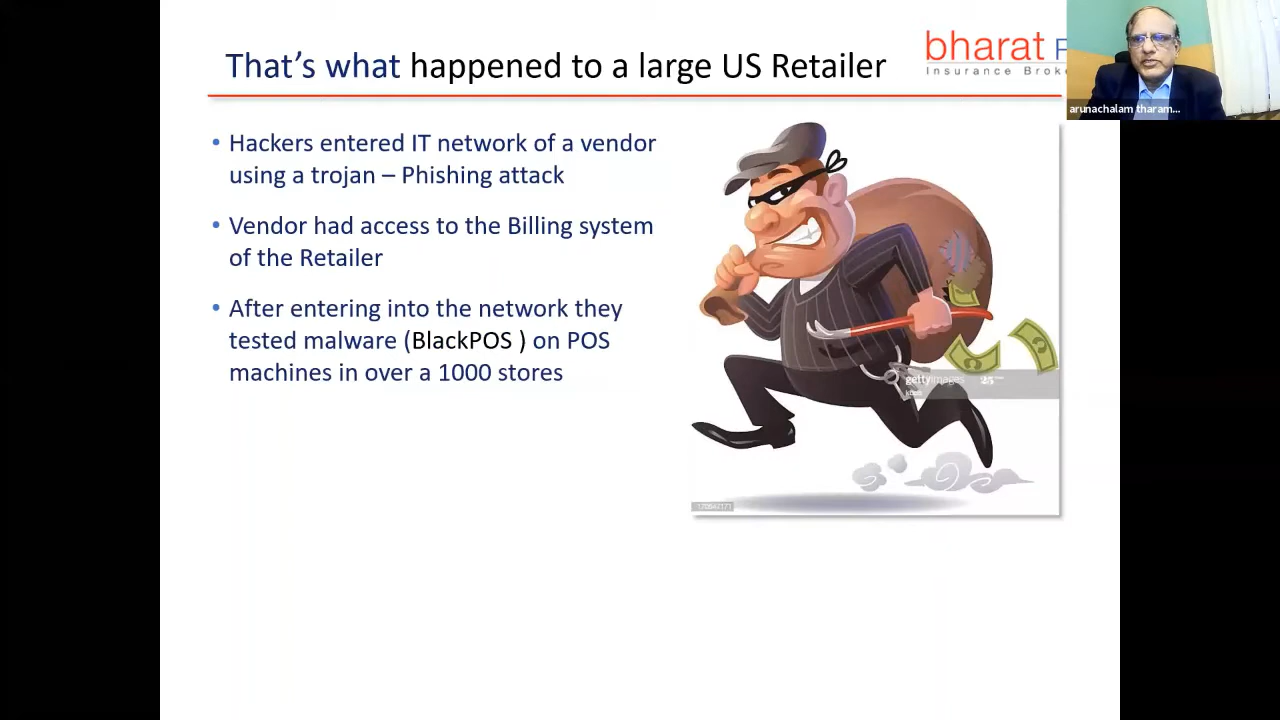 That's what happened to a large US Retailer
bharat
Insurance Broke
arunachalam tharam...
• Hackers entered IT network of a vendor
using a trojan – Phishing attack
• Vendor had access to the Billing system
of the Retailer
• After entering into the network they
tested malware (BlackPOS ) on POS
machines in over a 1000 stores
gettyimages